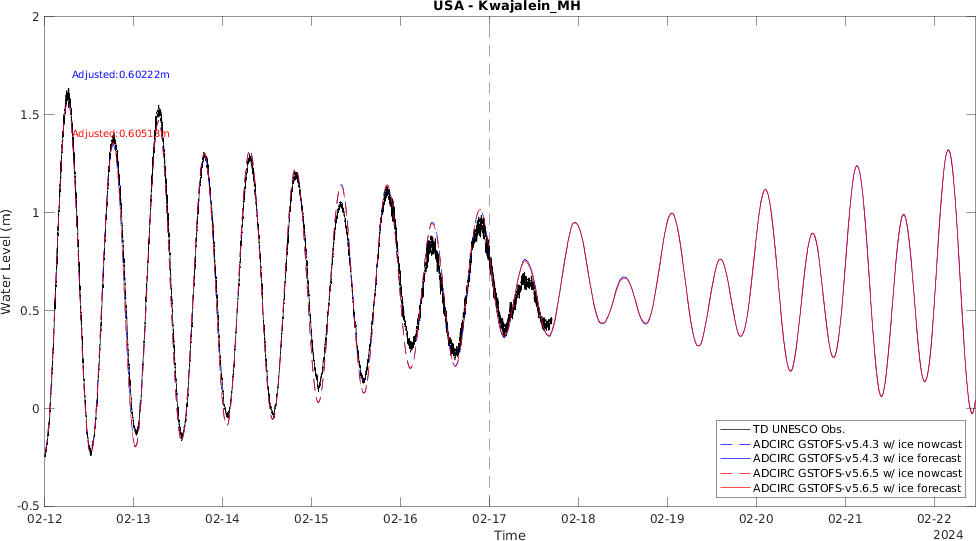 USA - Kwajalein_MH
2
1.5
1
0.5
0
-0.5
Water Level (m)
Adjusted:0.60222m
TD UNESCO Obs.
ADCIRC GSTOFS-v5.4.3 w/ ice nowcast
ADCIRC GSTOFS-v5.4.3 w/ ice forecast
ADCIRC GSTOFS-v5.6.5 w/ ice nowcast
ADCIRC GSTOFS-v5.6.5 w/ ice forecast
02-12 02-13 02-14 02-15 02-16 02-17 02-18 02-19 02-20 02-21 02-22
Time
2024